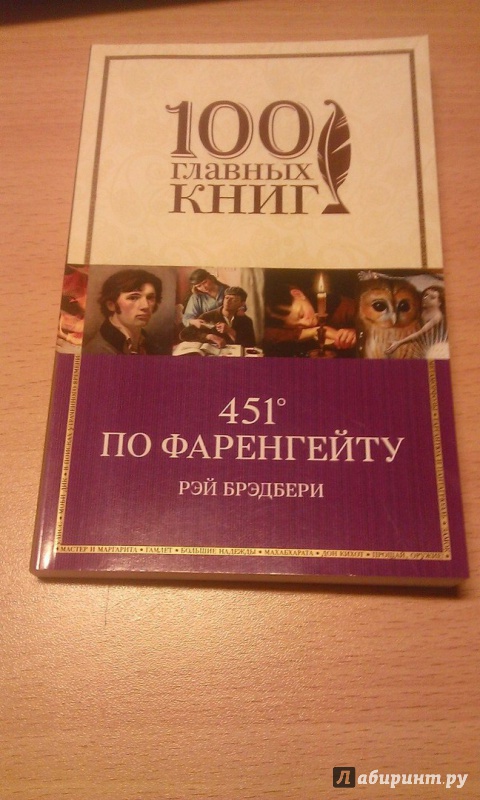 100
ГЛАВНЫХ
КНИГ
451°
ПО ФАРЕНГЕЙТУ
РЭЙ БРЭДБЕРИ
МАСТЕР И МАРГАРИТА • ГАМЛЕТ • БОЛЬШИЕ НАДЕЖДЫ • МАХАБХАРАТА • ДОН КИХОТ • ПРОЩАЙ, ОРУЖИЕ!
Лабиринт.ру